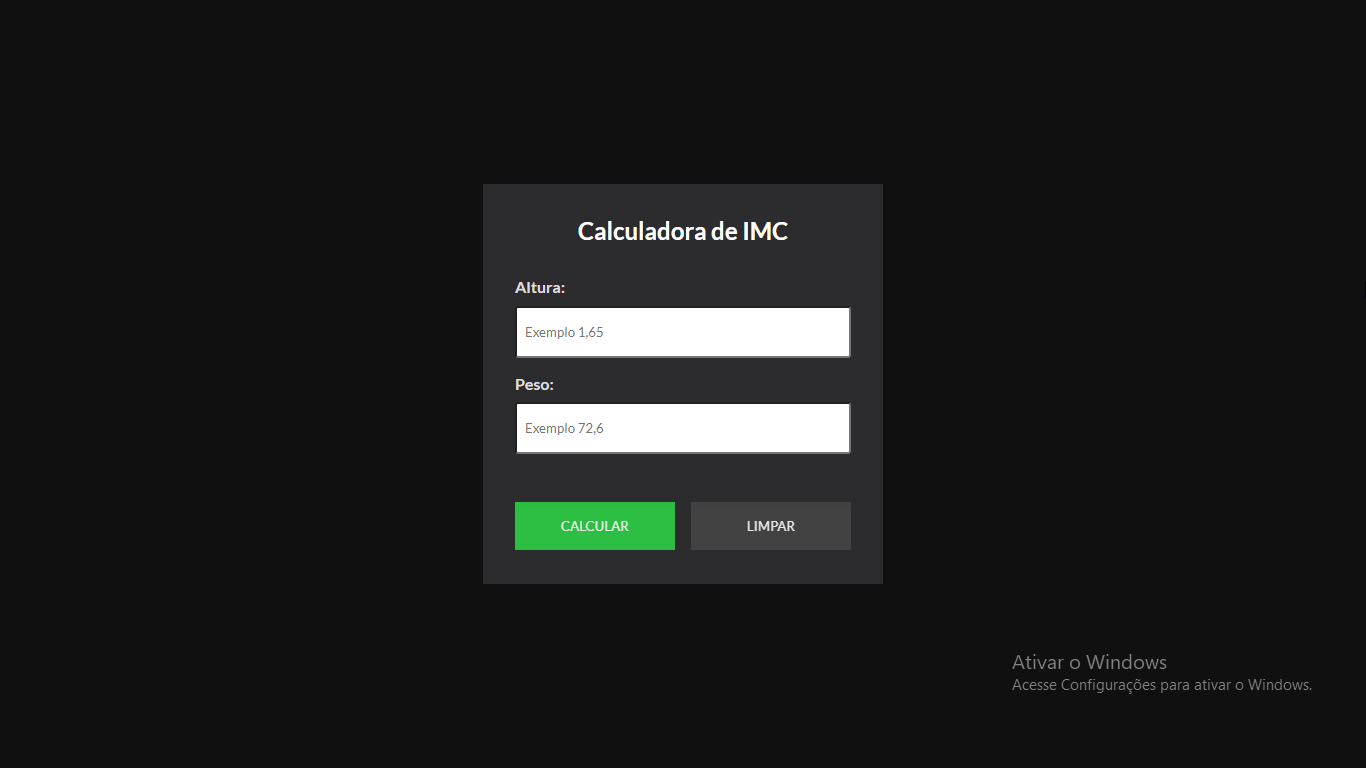 Calculadora de IMC
Altura:
Exemplo 1,65
Peso:
Exemplo 72,6
CALCULAR
LIMPAR
Ativar o Windows
Acesse Configurações para ativar o Windows.